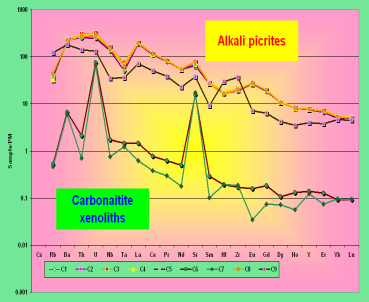 1000
Alkali picrites
100
10
Sample/PM
1
Carbonaitite
xenoliths
0.1
0.01
Cs Rb Ba Th U Nb Ta La Ce Pr Nd Sr Sm Hf Zr Eu Gd Dy Ho Y Er Yb Lu
C1 C2 C3 C4 C5 C6 C7 C8 C9